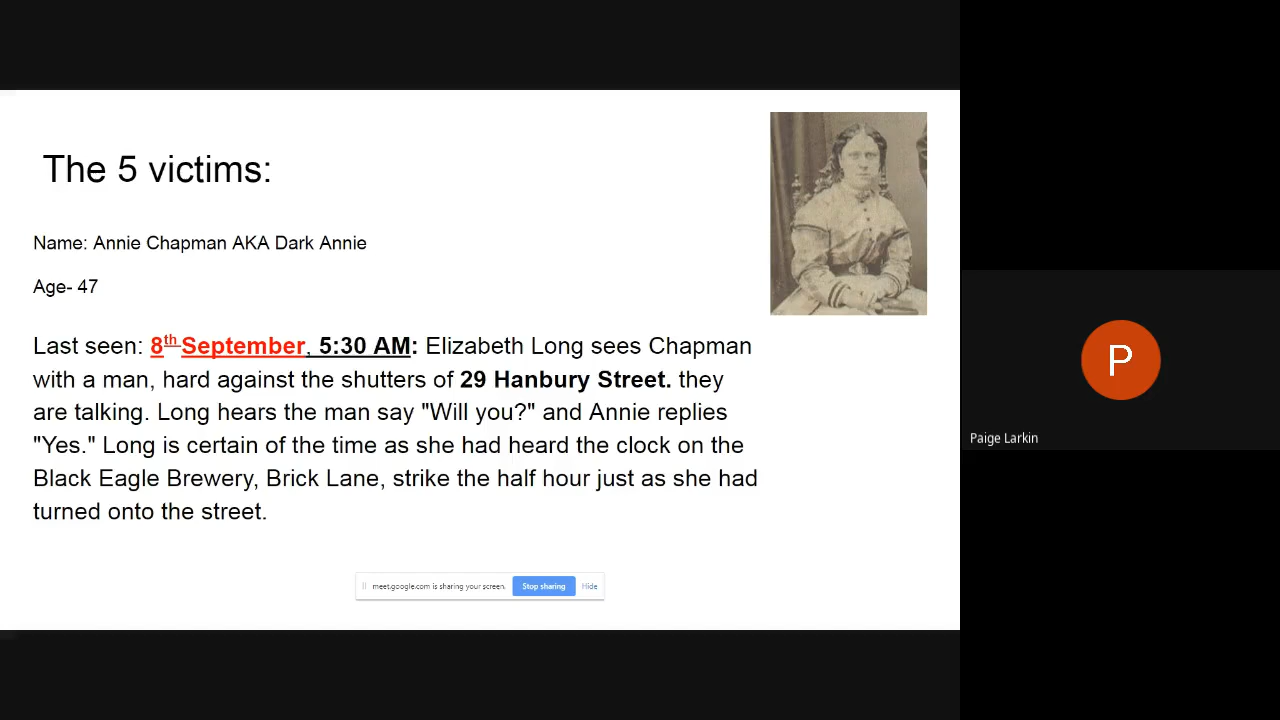 The 5 victims:
Name: Annie Chapman AKA Dark Annie
Age- 47
Last seen: 8th September, 5:30 AM: Elizabeth Long sees Chapman
with a man, hard against the shutters of 29 Hanbury Street. they
are talking. Long hears the man say "Will you?" and Annie replies
"Yes." Long is certain of the time as she had heard the clock on the
Black Eagle Brewery, Brick Lane, strike the half hour just as she had
turned onto the street.
meet.google.com is sharing your screen. Stop sharing Hide
P
Paige Larkin